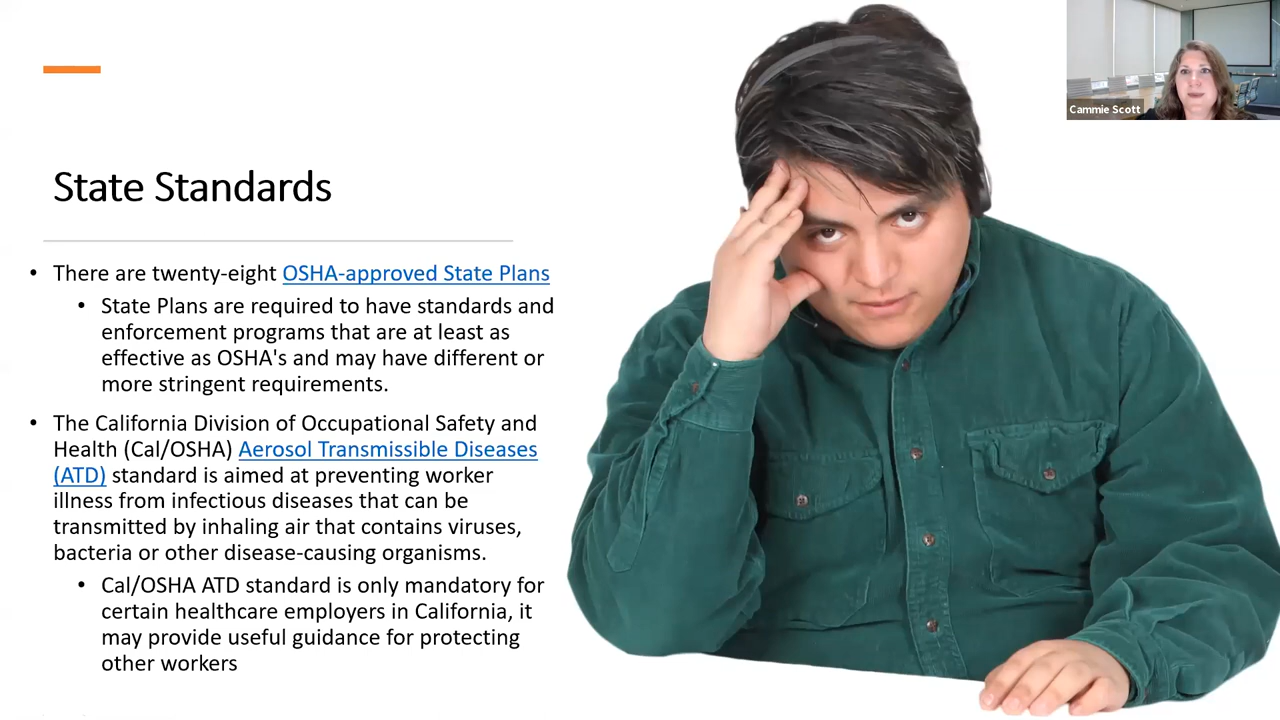 Cammie Scott
State Standards
• There are twenty-eight OSHA-approved State Plans
• State Plans are required to have standards and
enforcement programs that are at least as
effective as OSHA's and may have different or
more stringent requirements.
• The California Division of Occupational Safety and
Health (Cal/OSHA) Aerosol Transmissible Diseases
(ATD) standard is aimed at preventing worker
illness from infectious diseases that can be
transmitted by inhaling air that contains viruses,
bacteria or other disease-causing organisms.
• Cal/OSHA ATD standard is only mandatory for
certain healthcare employers in California, it
may provide useful guidance for protecting
other workers